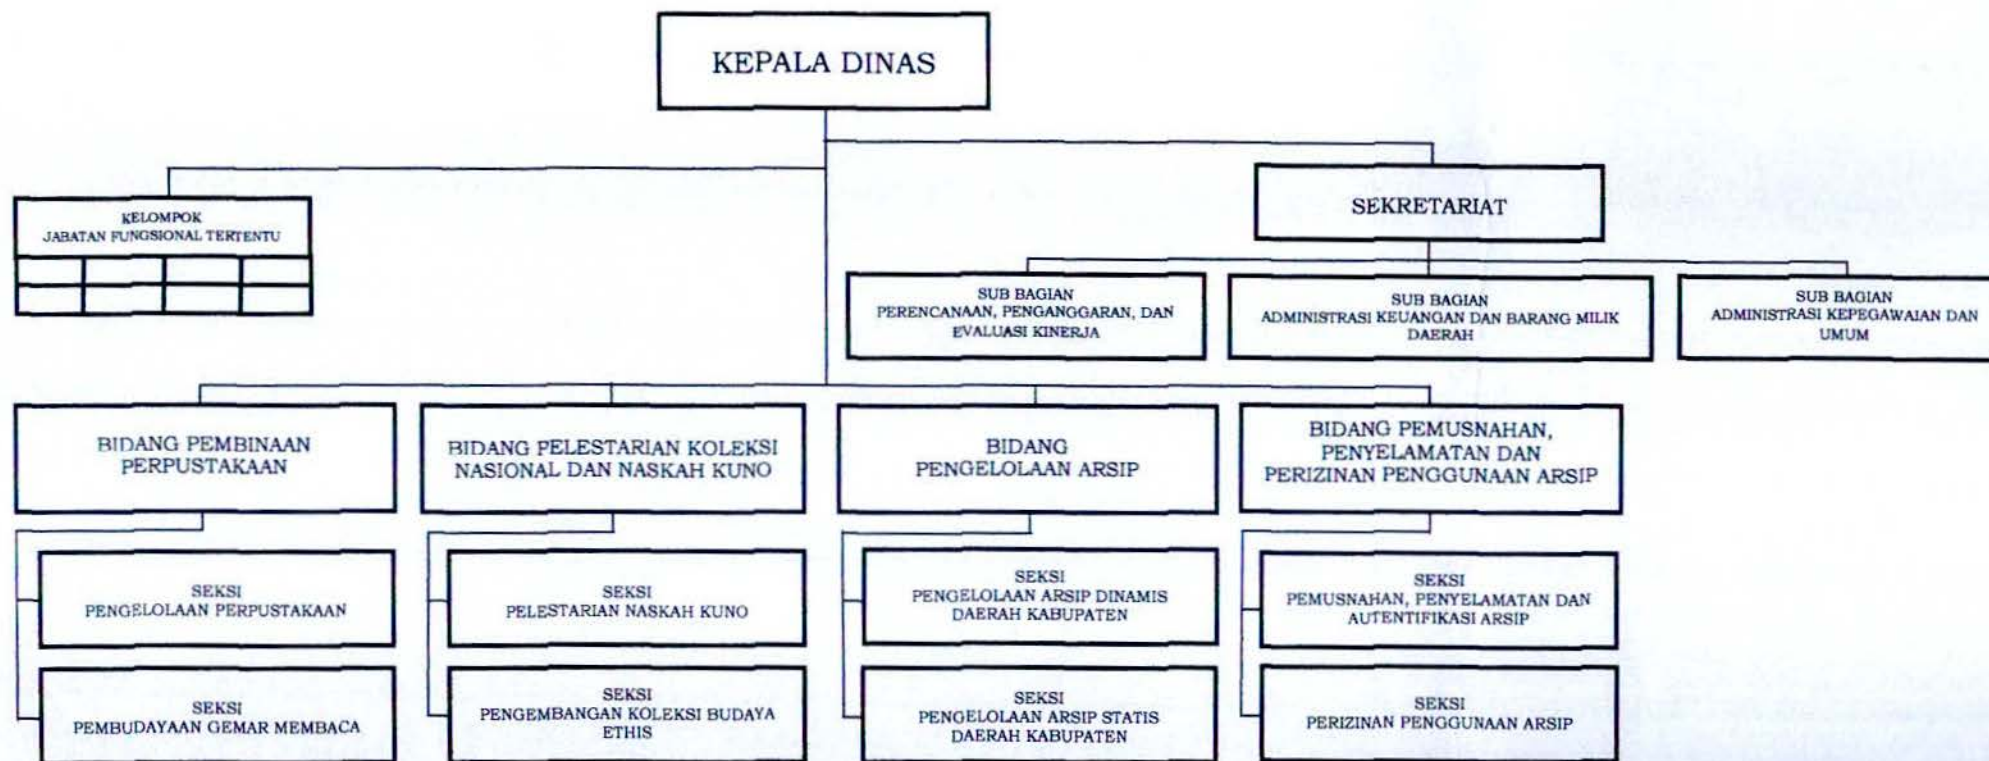 KEPALA DINAS
KELOMPOK
JABATAN FUNGSIONAL TERTENTU
SEKRETARIAT
SUB BAGIAN
PERENCANAAN, PENGANGGARAN, DAN
EVALUASI KINERJA
SUB BAGIAN
ADMINISTRASI KEUANGAN DAN BARANG MILIK
DAERAH
SUB BAGIAN
ADMINISTRASI KEPEGAWAIAN DAN
UMUM
BIDANG PEMBINAAN
PERPUSTAKAAN
BIDANG PELESTARIAN KOLEKSI
NASIONAL DAN NASKAH KUNO
BIDANG
PENGELOLAAN ARSIP
BIDANG PEMUSNAHAN,
PENYELAMATAN DAN
PERIZINAN PENGGUNAAN ARSIP
SEKSI
PENGELOLAAN PERPUSTAKAAN
SEKSI
PELESTARIAN NASKAH KUNO
SEKSI
PENGELOLAAN ARSIP DINAMIS
DAERAH KABUPATEN
SEKSI
PEMUSNAHAN, PENYELAMATAN DAN
AUTENTIFIKASI ARSIP
SEKSI
PEMBUDAYAAN GEMAR MEMBACA
SEKSI
PENGEMBANGAN KOLEKSI BUDAYA
ETHIS
SEKSI
PENGELOLAAN ARSIP STATIS
DAERAH KABUPATEN
SEKSI
PERIZINAN PENGGUNAAN ARSIP